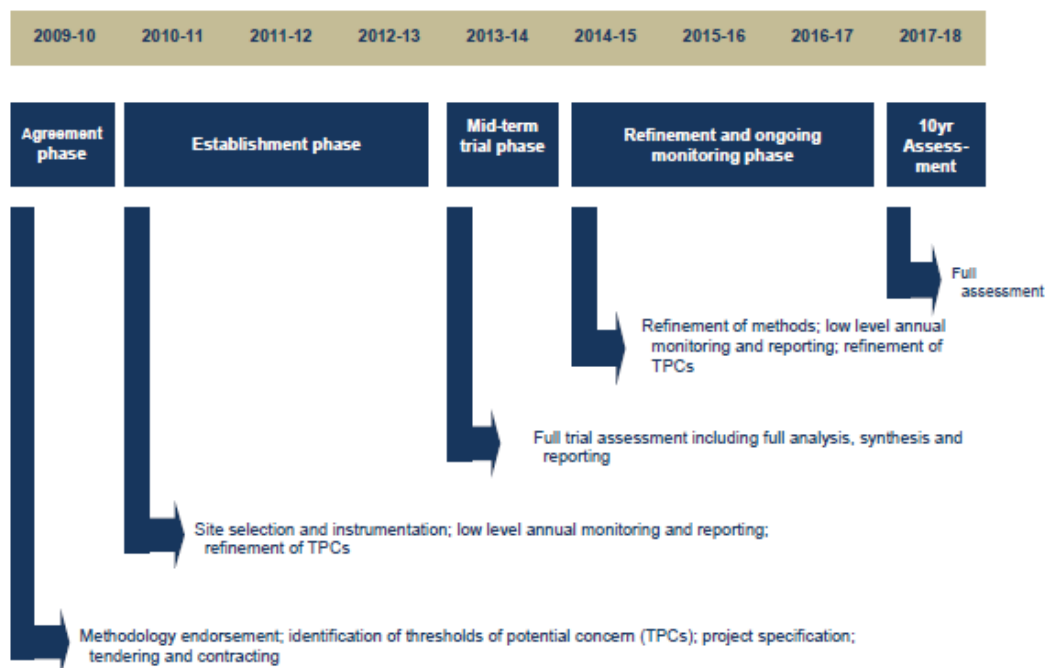 2009-10 2010-11 2011-12 2012-13 2013-14 2014-15 2015-16 2016-17 2017-18
Agreement
phase
Establishment phase
Mid-term
trial phase
Refinement and ongoing
monitoring phase
10yr
Assess-
ment
Full
assessment
Refinement of methods; low level annual
monitoring and reporting; refinement of
TPCs
Full trial assessment including full analysis, synthesis and
reporting
Site selection and instrumentation; low level annual monitoring and reporting;
refinement of TPCs
Methodology endorsement; identification of thresholds of potential concern (TPCs); project specification;
tendering and contracting